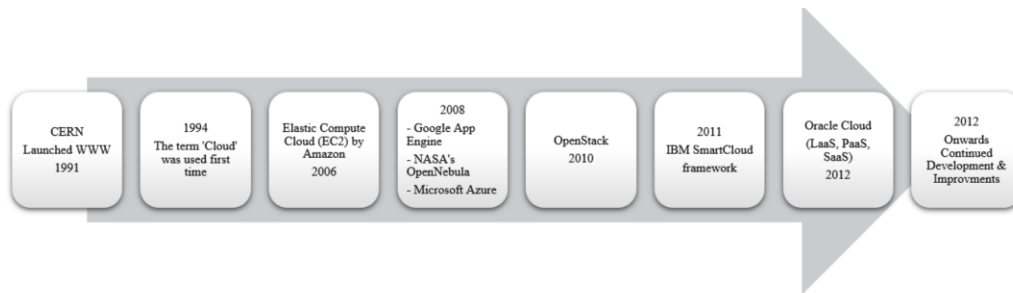 CERN
Launched WWW
1991
1994
The term 'Cloud'
was used first
time
Elastic Compute
Cloud (EC2) by
Amazon
2006
2008
- Google App
Engine
- NASA's
OpenNebula
- Microsoft Azure
OpenStack
2010
2011
IBM SmartCloud
framework
Oracle Cloud
(LaaS, PaaS,
SaaS)
2012
2012
Onwards
Continued
Development &
Improvments